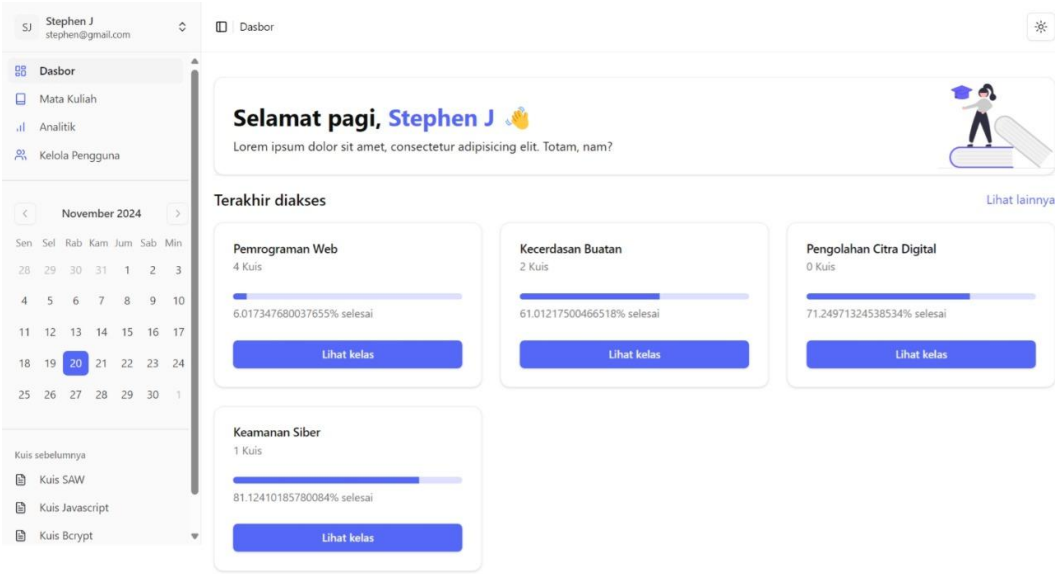 SJ
Stephen J
stephen@gmail.com
Dasbor
Mata Kuliah
Analitik
Kelola Pengguna
November 2024
Sen Sel Rab Kam Jum Sab Min
28 29 30 31 1 2 3
4 5 6 7 8 9 10
11 12 13 14 15 16 17
18 19 20 21 22 23 24
25 26 27 28 29 30 1
Kuis sebelumnya
Kuis SAW
Kuis Javascript
Kuis Bcrypt
Dasbor
Selamat pagi, Stephen J 👋
Lorem ipsum dolor sit amet, consectetur adipisicing elit. Totam, nam?
Terakhir diakses
Lihat lainnya
Pemrograman Web
4 Kuis
6.017347680037655% selesai
Lihat kelas
Kecerdasan Buatan
2 Kuis
61.01217500466518% selesai
Lihat kelas
Pengolahan Citra Digital
0 Kuis
71.24971324538534% selesai
Lihat kelas
Keamanan Siber
1 Kuis
81.12410185780084% selesai
Lihat kelas